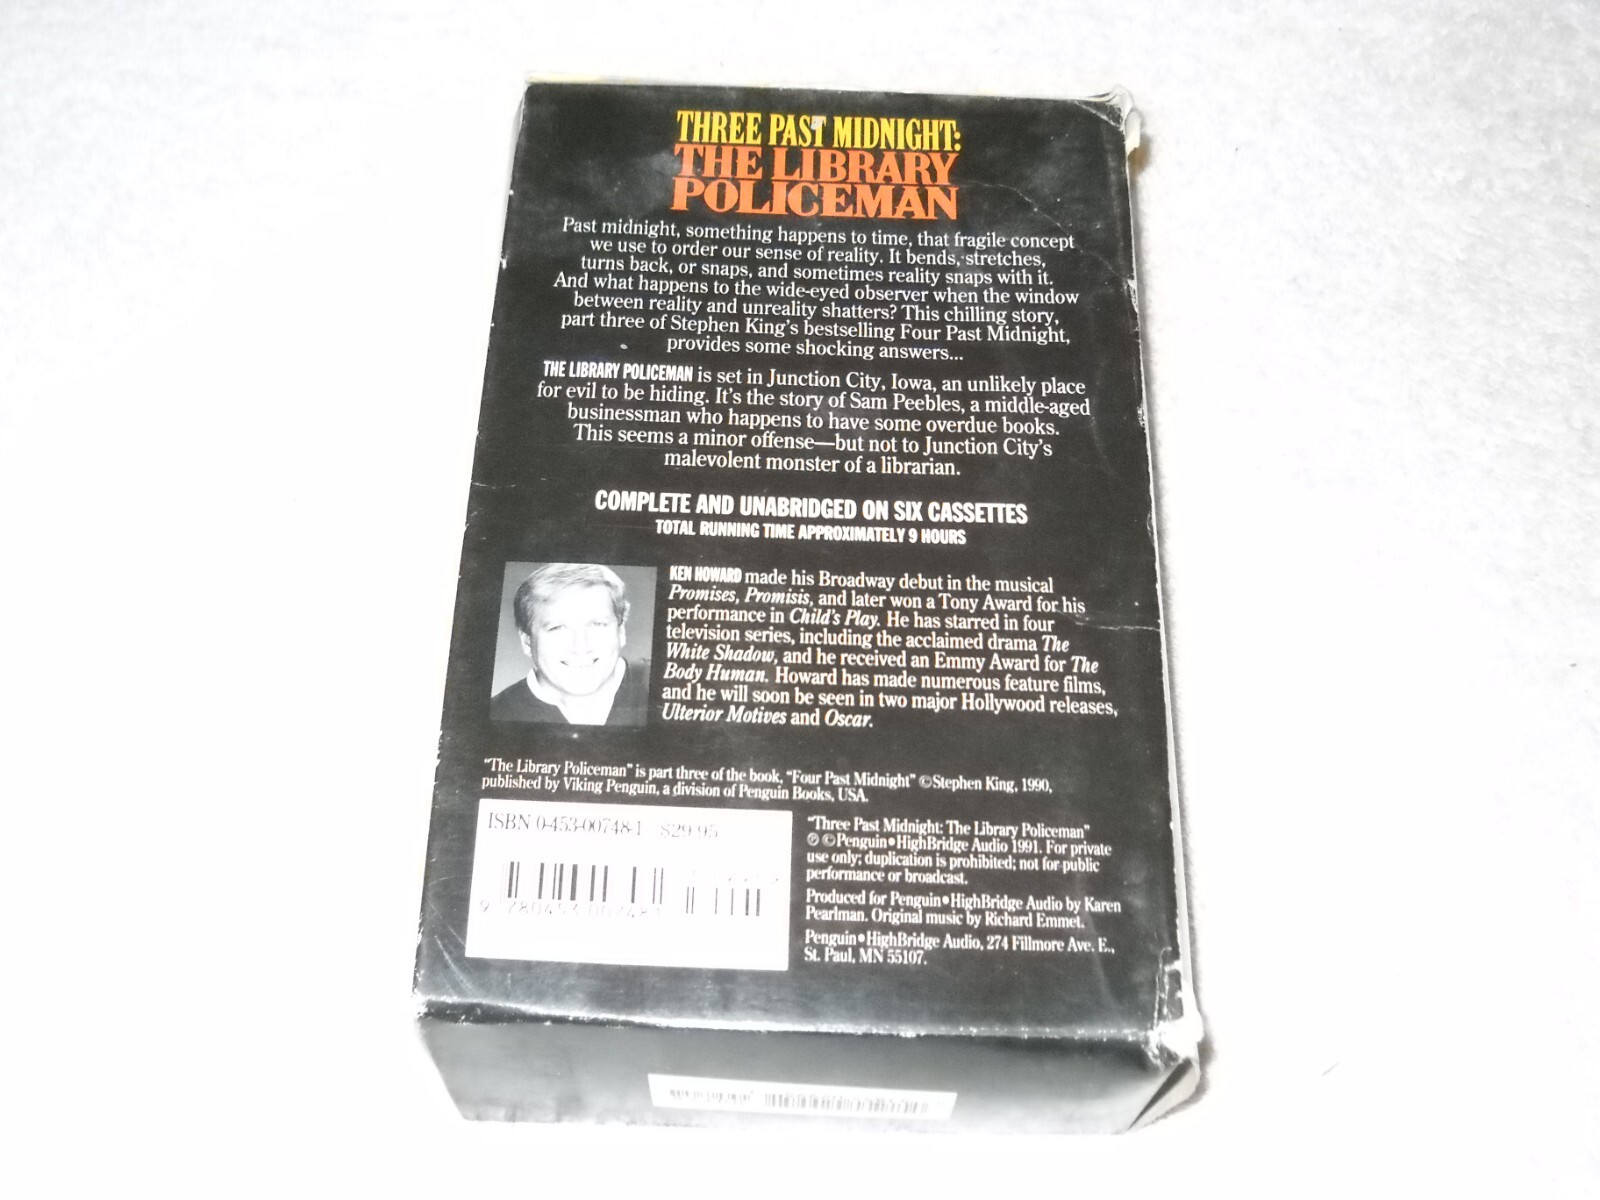 THREE PAST MIDNIGHT:
THE LIBRARY
POLICEMAN
Past midnight, something happens to time, that fragile concept
we use to order our sense of reality. It bends, stretches,
turns back, or snaps, and sometimes reality snaps with it.
And what happens to the wide-eyed observer when the window
between reality and unreality shatters? This chilling story,
part three of Stephen King's bestselling Four Past Midnight,
provides some shocking answers...
THE LIBRARY POLICEMAN is set in Junction City, Iowa, an unlikely place
for evil to be hiding. It's the story of Sam Peebles, a middle-aged
businessman who happens to have some overdue books.
This seems a minor offense—but not to Junction City's
malevolent monster of a librarian.
COMPLETE AND UNABRIDGED ON SIX CASSETTES
TOTAL RUNNING TIME APPROXIMATELY 9 HOURS
KEN HOWARD made his Broadway debut in the musical
Promises, Promisis, and later won a Tony Award for his
performance in Child's Play. He has starred in four
television series, including the acclaimed drama The
White Shadow, and he received an Emmy Award for The
Body Human. Howard has made numerous feature films,
and he will soon be seen in two major Hollywood releases,
Ulterior Motives and Oscar.
"The Library Policeman" is part three of the book, "Four Past Midnight" ©Stephen King, 1990,
published by Viking Penguin, a division of Penguin Books, USA.
ISBN 0-453-00748-1 $29.95
9 780453 007481
"Three Past Midnight: The Library Policeman"
℗ ©Penguin•HighBridge Audio 1991. For private
use only; duplication is prohibited; not for public
performance or broadcast.
Produced for Penguin•HighBridge Audio by Karen
Pearlman. Original music by Richard Emmet.
Penguin•HighBridge Audio, 274 Fillmore Ave. E.,
St. Paul, MN 55107.